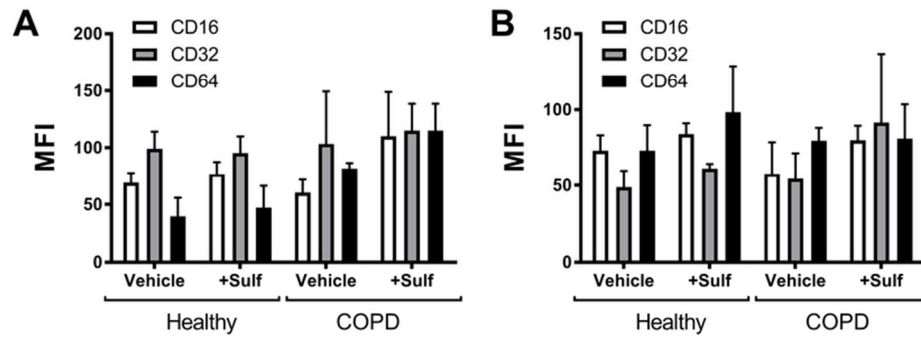 A
MFI
200
150
100
50
0
CD16
CD32
CD64
Vehicle +Sulf Vehicle +Sulf
Healthy COPD
B
MFI
150
100
50
0
CD16
CD32
CD64
Vehicle +Sulf Vehicle +Sulf
Healthy COPD